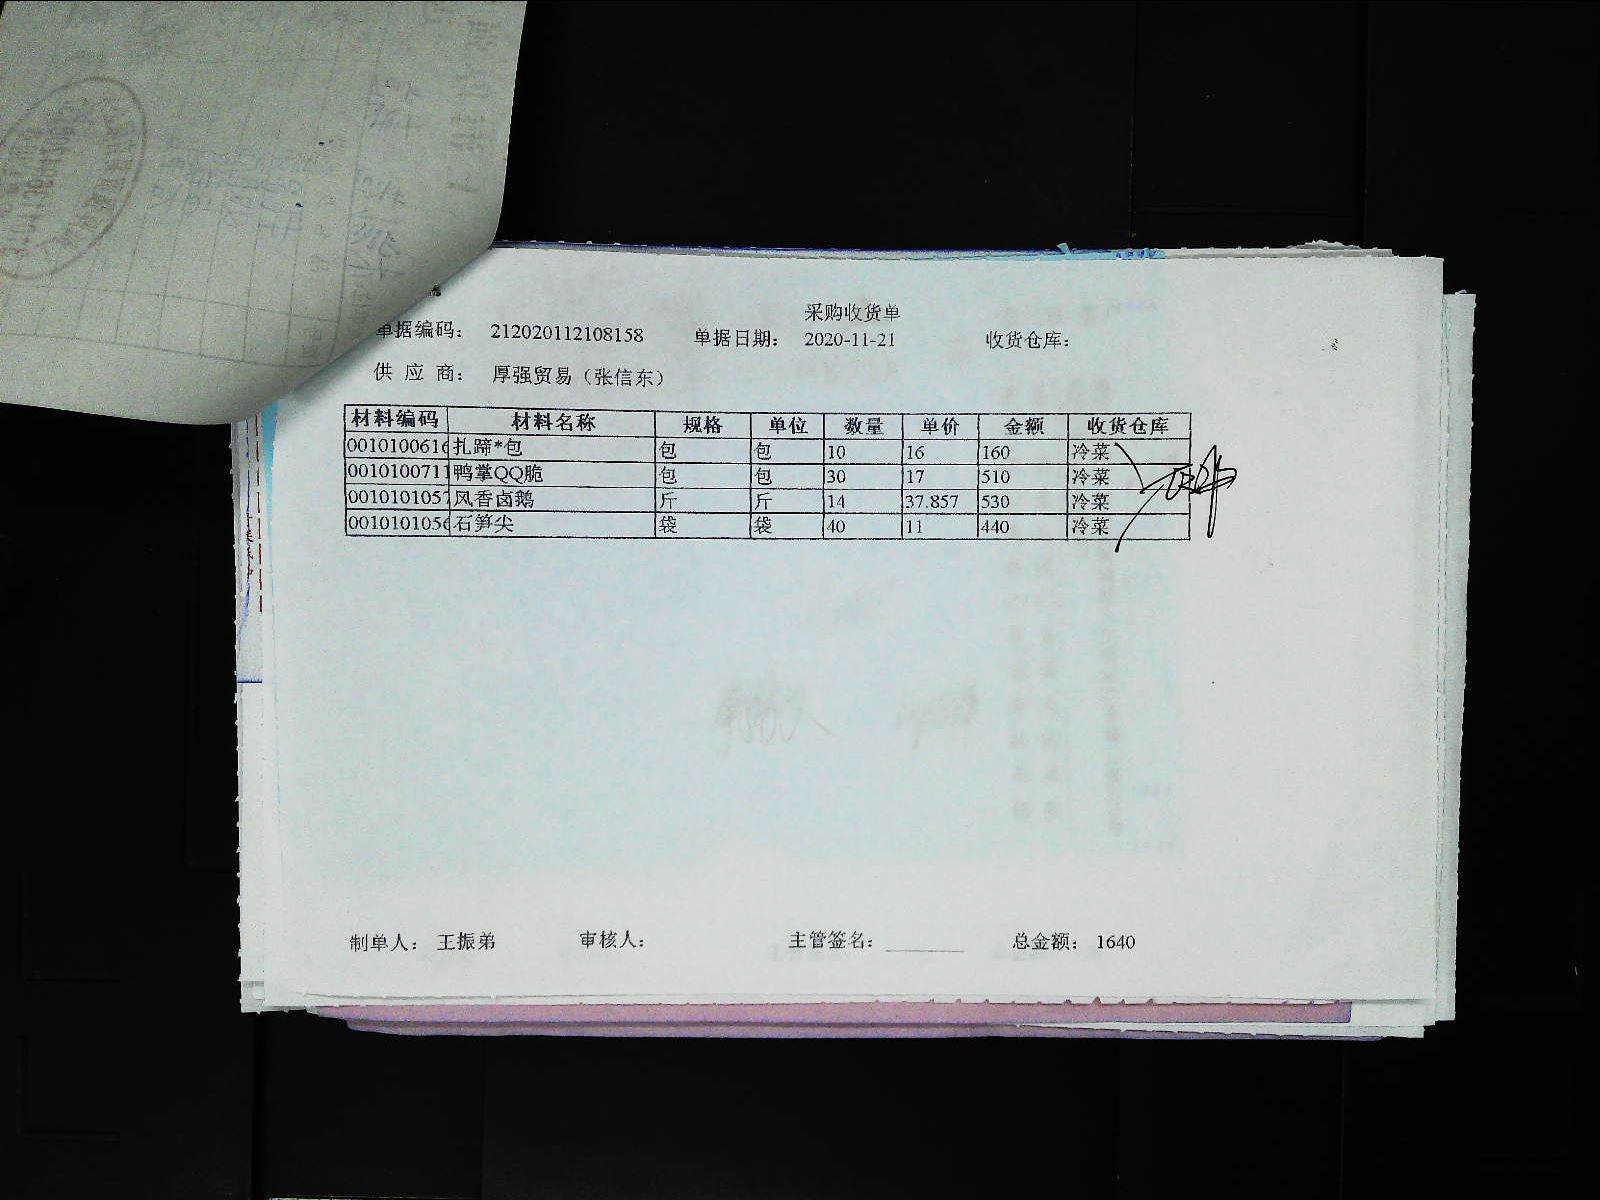 采购收货单
单据编码： 212020112108158 单据日期： 2020-11-21 收货仓库：
供 应 商： 厚强贸易（张信东）
材料编码 材料名称 规格 单位 数量 单价 金额 收货仓库
001010061 扎蹄*包 包 包 10 16 160 冷菜
001010071 鸭掌QQ脆 包 包 30 17 510 冷菜
001010105 风香卤鹅 斤 斤 14 37.857 530 冷菜
001010105 石笋尖 袋 袋 40 11 440 冷菜
制单人： 王振弟 审核人： 主管签名： 总金额： 1640